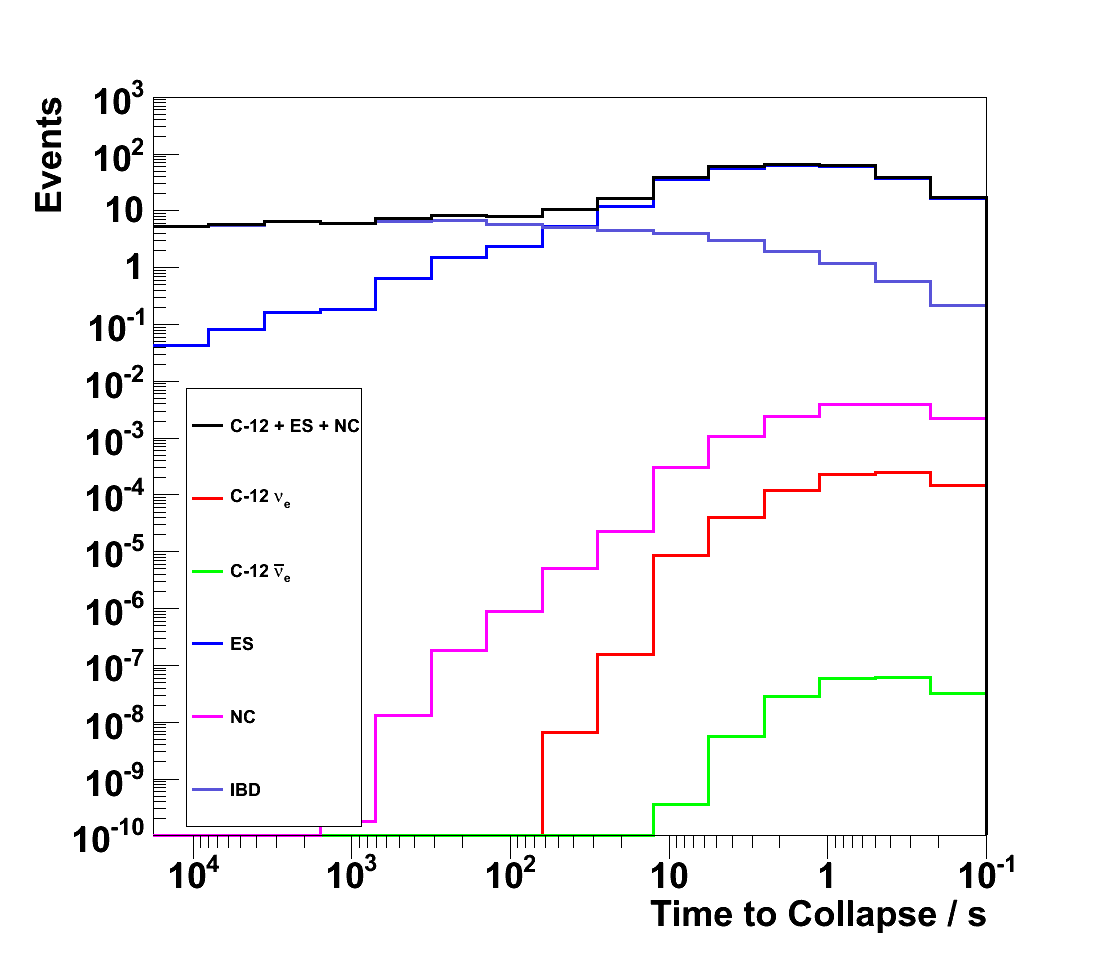 Events
10³
10²
10
1
10⁻¹
10⁻²
10⁻³
10⁻⁴
10⁻⁵
10⁻⁶
10⁻⁷
10⁻⁸
10⁻⁹
10⁻¹⁰
C-12 + ES + NC
C-12 νₑ
C-12 ν̅ₑ
ES
NC
IBD
10⁴ 10³ 10² 10 1 10⁻¹
Time to Collapse / s